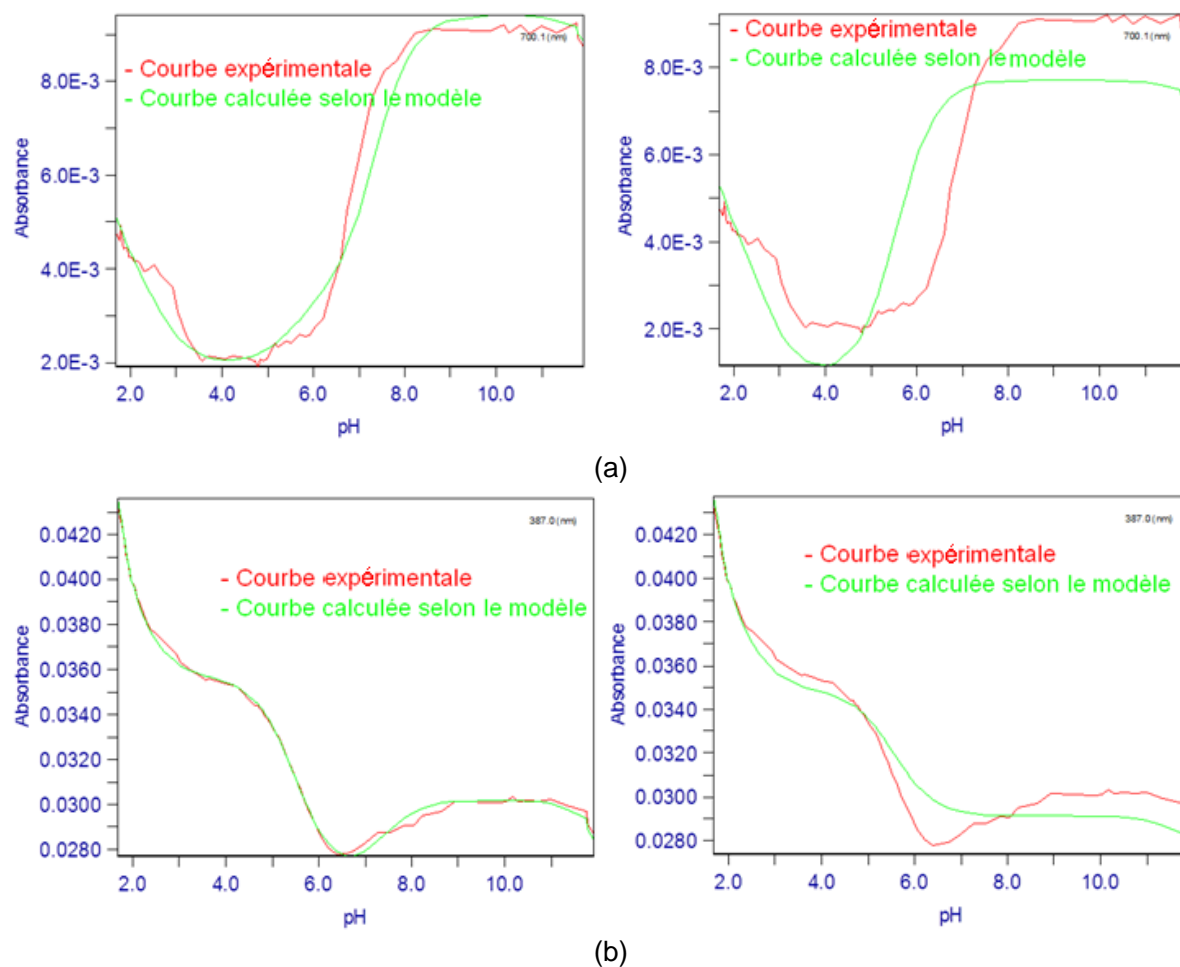 700.1 (nm)
- Courbe expérimentale
- Courbe calculée selon le modèle
8.0E-3
6.0E-3
4.0E-3
2.0E-3
Absorbance
2.0 4.0 6.0 8.0 10.0
pH
700.1 (nm)
- Courbe expérimentale
- Courbe calculée selon le modèle
8.0E-3
6.0E-3
4.0E-3
2.0E-3
Absorbance
2.0 4.0 6.0 8.0 10.0
pH
(a)
387.0 (nm)
- Courbe expérimentale
- Courbe calculée selon le modèle
0.0420
0.0400
0.0380
0.0360
0.0340
0.0320
0.0300
0.0280
Absorbance
2.0 4.0 6.0 8.0 10.0
pH
387.0 (nm)
- Courbe expérimentale
- Courbe calculée selon le modèle
0.0420
0.0400
0.0380
0.0360
0.0340
0.0320
0.0300
0.0280
Absorbance
2.0 4.0 6.0 8.0 10.0
pH
(b)